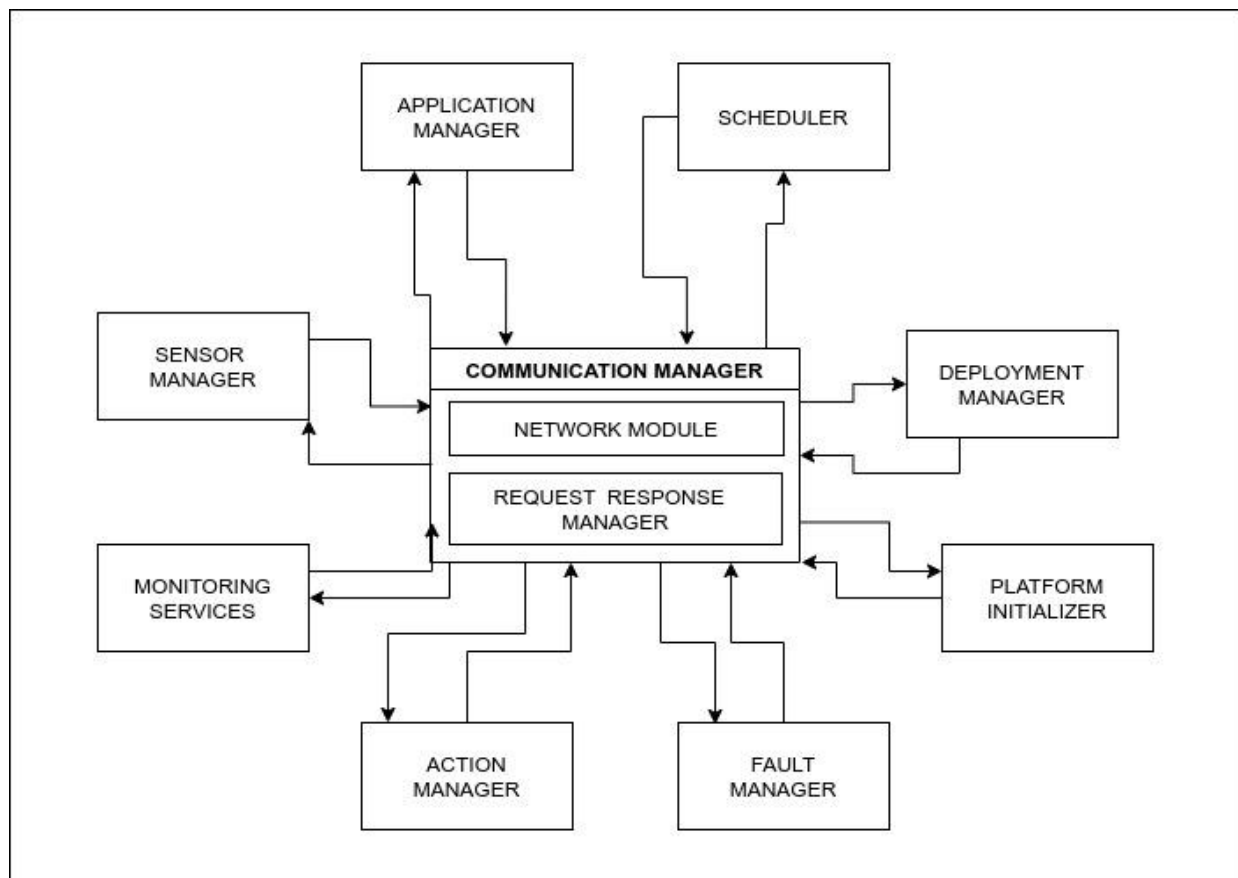 APPLICATION
MANAGER
SCHEDULER
SENSOR
MANAGER
COMMUNICATION MANAGER
DEPLOYMENT
MANAGER
NETWORK MODULE
REQUEST RESPONSE
MANAGER
MONITORING
SERVICES
PLATFORM
INITIALIZER
ACTION
MANAGER
FAULT
MANAGER